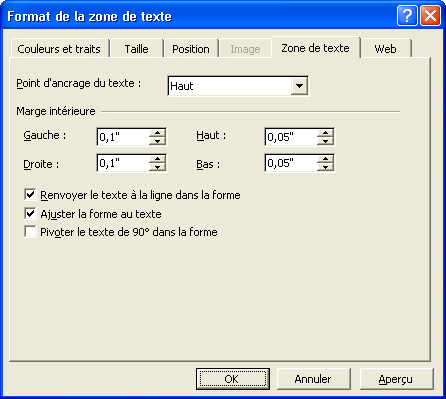 Format de la zone de texte
Couleurs et traits Taille Position Image Zone de texte Web
Point d'ancrage du texte : Haut
Marge intérieure
Gauche : 0,1" Haut : 0,05"
Droite : 0,1" Bas : 0,05"
Renvoyer le texte à la ligne dans la forme
Ajuster la forme au texte
Pivoter le texte de 90° dans la forme
OK Annuler Aperçu